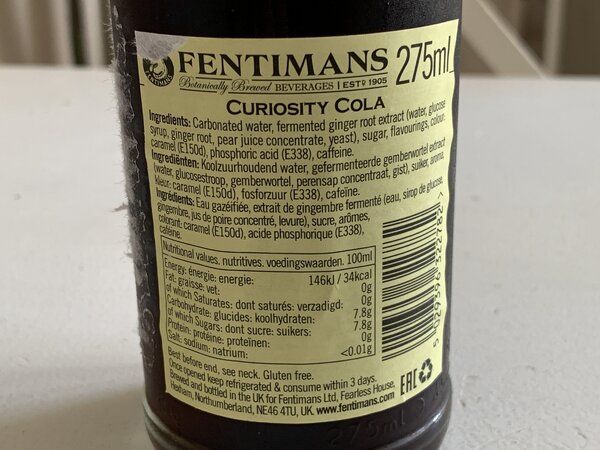 FENTIMANS 275ml
Botanically Brewed BEVERAGES | ESTD 1905
FENTIMANS
CURIOSITY COLA
Ingredients: Carbonated water, fermented ginger root extract (water, glucose
syrup, ginger root, pear juice concentrate, yeast), sugar, flavourings, colour:
caramel (E150d), phosphoric acid (E338), caffeine.
Ingrediënten: Koolzuurhoudend water, gefermenteerde gemberwortel extract
(water, glucosestroop, gemberwortel, perensap concentraat, gist), suiker, aroma,
kleur: caramel (E150d), fosforzuur (E338), cafeïne.
Ingrédients: Eau gazéifiée, extrait de gingembre fermenté (eau, sirop de glucose,
gingembre, jus de poire concentré, levure), sucre, arômes,
colorant: caramel (E150d), acide phosphorique (E338),
caféine.
Nutritional values. nutritives. voedingswaarden. 100ml
Energy: énergie: energie: 146kJ / 34kcal
Fat: graisse: vet: 0g
of which Saturates: dont saturés: verzadigd: 0g
Carbohydrate: glucides: koolhydraten: 7.8g
of which Sugars: dont sucre: suikers: 7.8g
Protein: protéine: proteïnen: 0g
Salt: sodium: natrium: <0.01g
Best before end, see neck. Gluten free.
Once opened keep refrigerated & consume within 3 days.
Brewed and bottled in the UK for Fentimans Ltd, Fearless House,
Hexham, Northumberland, NE46 4TU, UK. www.fentimans.com
EAC
275ml